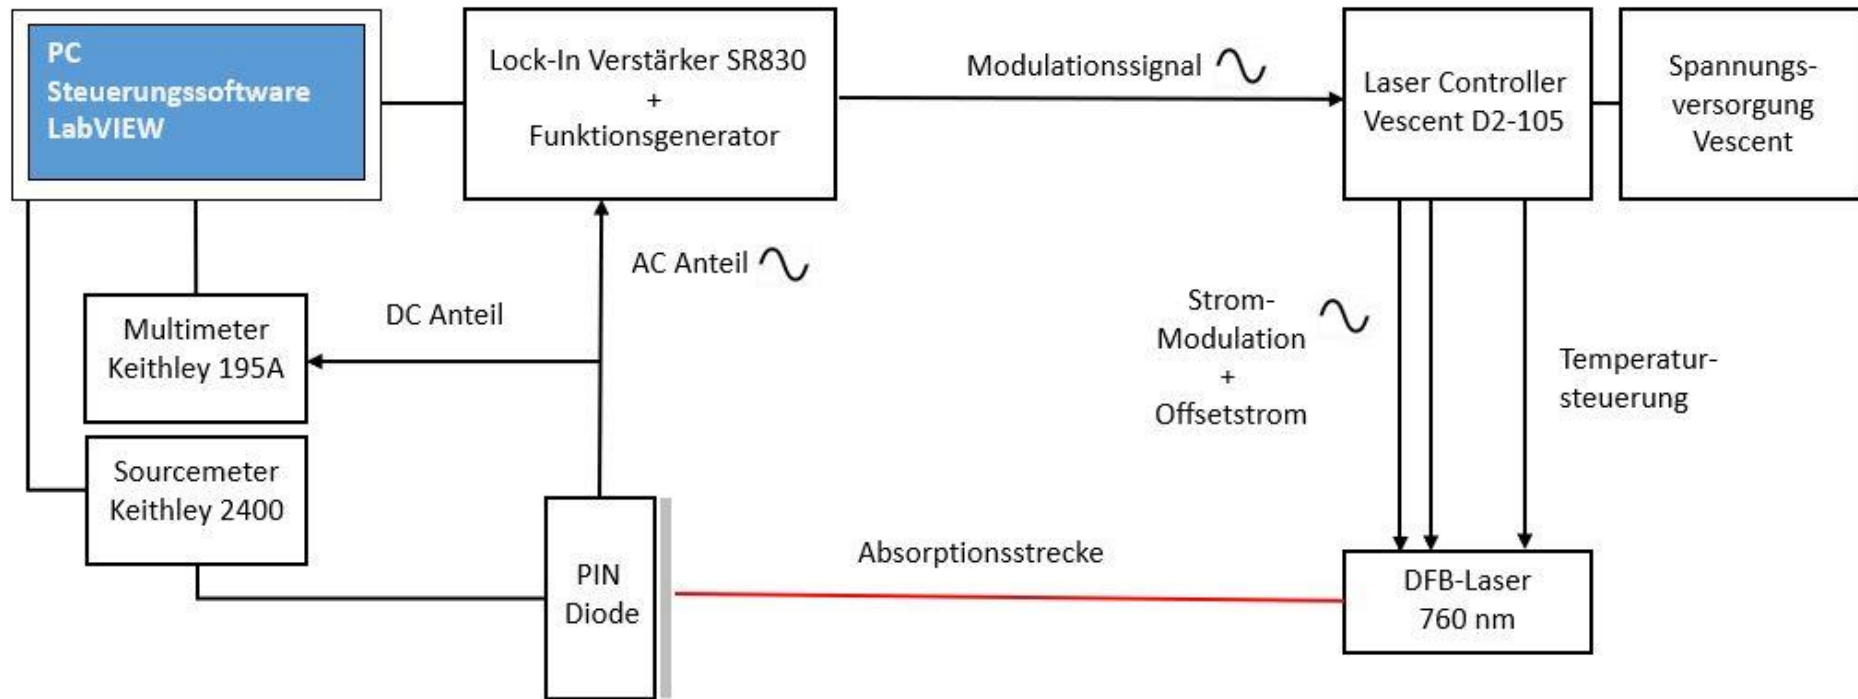 PC
Steuerungssoftware
LabVIEW
Lock-In Verstärker SR830
+
Funktionsgenerator
Modulationssignal
Laser Controller
Vescent D2-105
Spannungs-
versorgung
Vescent
AC Anteil
DC Anteil
Multimeter
Keithley 195A
Strom-
Modulation
+
Offsetstrom
Temperatur-
steuerung
Sourcemeter
Keithley 2400
PIN
Diode
Absorptionsstrecke
DFB-Laser
760 nm